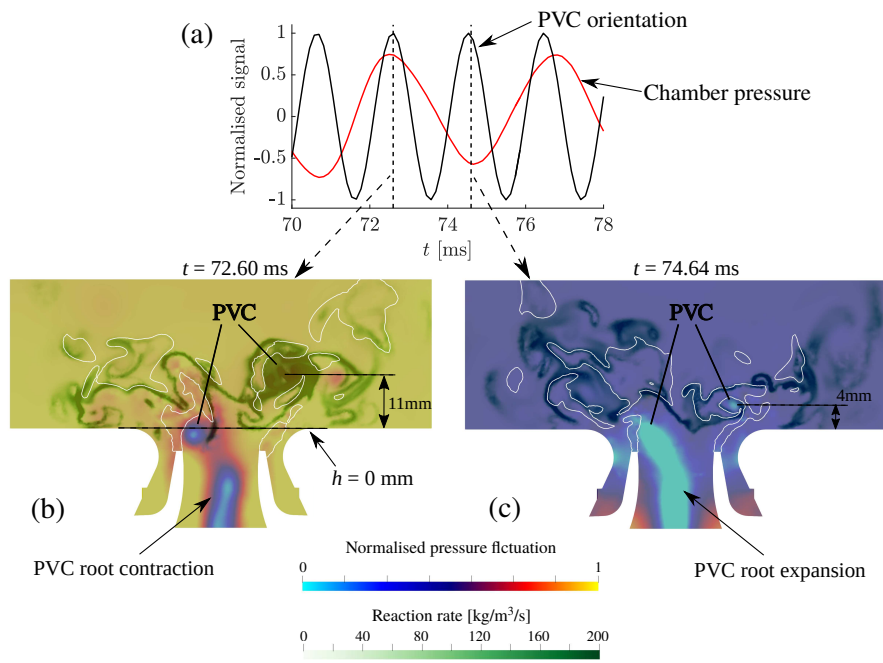 (a)
PVC orientation
Chamber pressure
Normalised signal
1
0.5
0
-0.5
-1
70 72 74 76 78
t [ms]
t = 72.60 ms
t = 74.64 ms
PVC
PVC
11mm
4mm
h = 0 mm
(b)
(c)
PVC root contraction
PVC root expansion
Normalised pressure flctuation
0 1
Reaction rate [kg/m³/s]
0 40 80 120 160 200